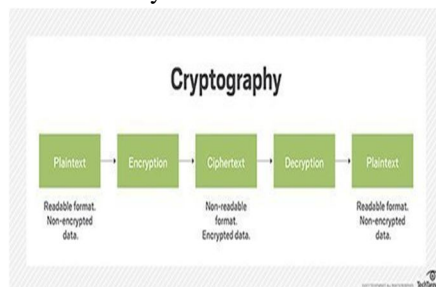 Cryptography
Plaintext
Encryption
Ciphertext
Decryption
Plaintext
Readable format.
Non-encrypted
data.
Non-readable
format.
Encrypted data.
Readable format.
Non-encrypted
data.